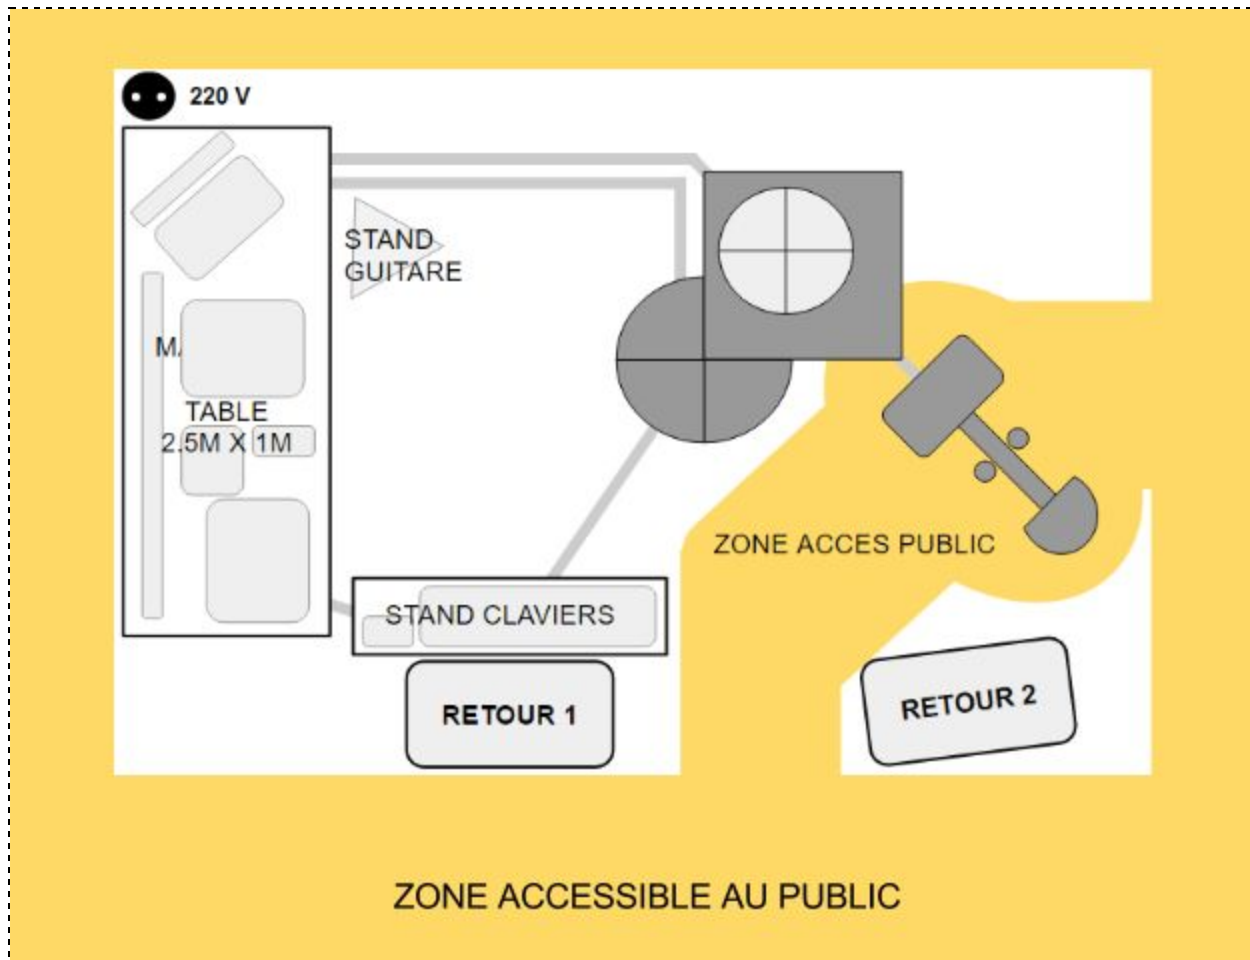 220 V
STAND
GUITARE
TABLE
2.5M X 1M
ZONE ACCES PUBLIC
STAND CLAVIERS
RETOUR 1
RETOUR 2
ZONE ACCESSIBLE AU PUBLIC